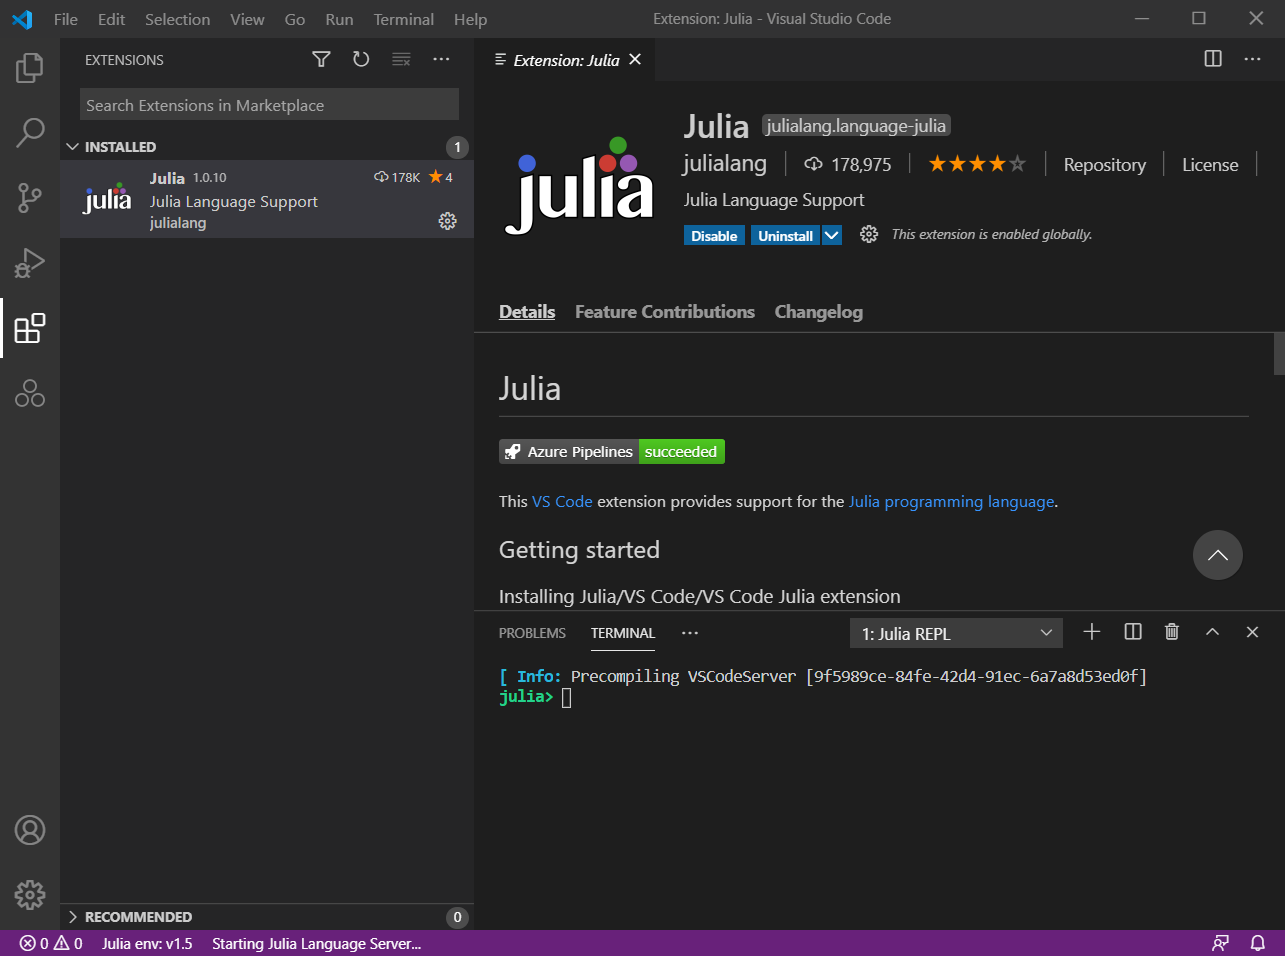 File Edit Selection View Go Run Terminal Help
Extension: Julia - Visual Studio Code
EXTENSIONS
Search Extensions in Marketplace
INSTALLED 1
julia
Julia 1.0.10 178K 4
Julia Language Support
julialang
RECOMMENDED 0
Extension: Julia
julia
Julia julialang.language-julia
julialang 178,975 Repository License
Julia Language Support
Disable Uninstall This extension is enabled globally.
Details Feature Contributions Changelog
Julia
Azure Pipelines succeeded
This VS Code extension provides support for the Julia programming language.
Getting started
Installing Julia/VS Code/VS Code Julia extension
PROBLEMS TERMINAL ··· 1: Julia REPL
[ Info: Precompiling VSCodeServer [9f5989ce-84fe-42d4-91ec-6a7a8d53ed0f]
julia>
0 0 Julia env: v1.5 Starting Julia Language Server...